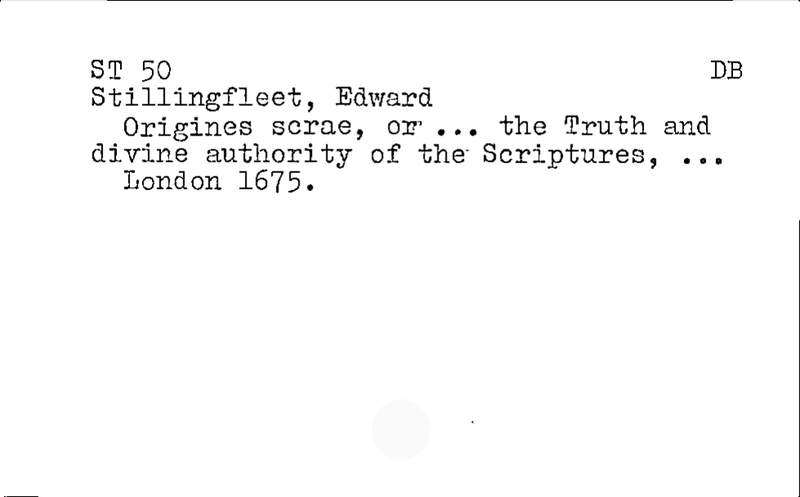 ST 50 DB
Stillingfleet, Edward
Origines scrae, or ... the Truth and
divine authority of the Scriptures, ...
London 1675.